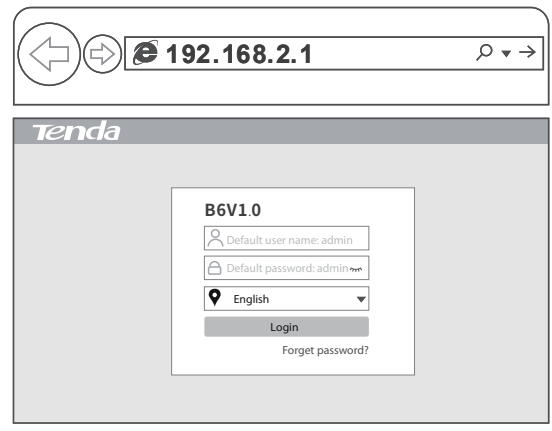 192.168.2.1
Tenda
B6V1.0
Default user name: admin
Default password: admin
English
Login
Forget password?